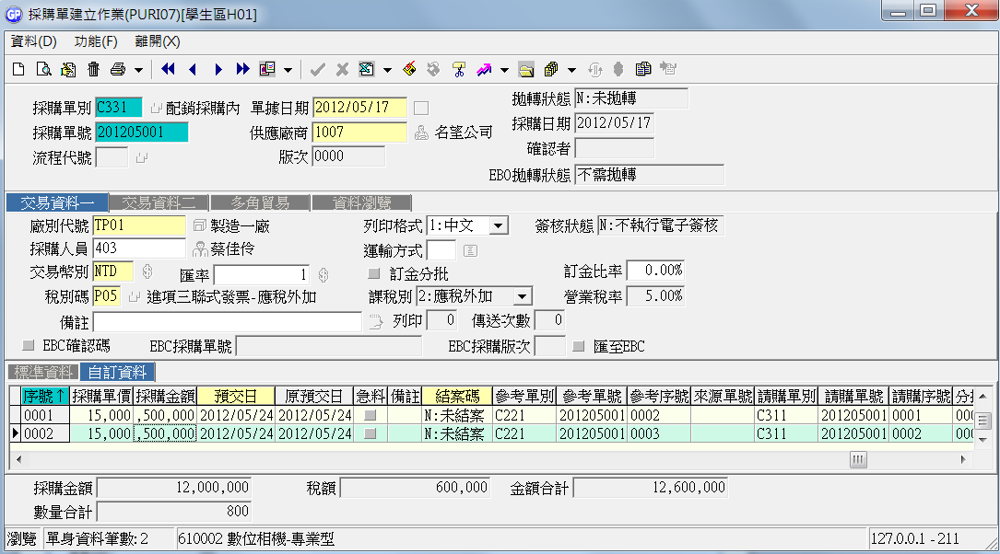 GP 採購單建立作業(PURI07)[學生區H01]
資料(D) 功能(F) 離開(X)
採購單別 C331 配銷採購內 單據日期 2012/05/17 拋轉狀態 N:未拋轉
採購單號 201205001 供應廠商 1007 名望公司 採購日期 2012/05/17
流程代號 版次 0000 確認者
EBO拋轉狀態 不需拋轉
交易資料一 交易資料二 多角貿易 資料瀏覽
廠別代號 TP01 製造一廠 列印格式 1:中文 簽核狀態 N:不執行電子簽核
採購人員 403 蔡佳伶 運輸方式
交易幣別 NTD 匯率 1 訂金分批 訂金比率 0.00%
稅別碼 P05 進項三聯式發票-應稅外加 課稅別 2:應稅外加 營業稅率 5.00%
備註 列印 0 傳送次數 0
EBC確認碼 EBC採購單號 EBC採購版次 匯至EBC
標準資料 自訂資料
序號↑ 採購單價 採購金額 預交日 原預交日 急料 備註 結案碼 參考單別 參考單號 參考序號 來源單號 請購單別 請購單號 請購序號 分批
0001 15,000 ,500,000 2012/05/24 2012/05/24 N:未結案 C221 201205001 0002 C311 201205001 0001 000
0002 15,000 ,500,000 2012/05/24 2012/05/24 N:未結案 C221 201205001 0003 C311 201205001 0002 000
採購金額 12,000,000 稅額 600,000 金額合計 12,600,000
數量合計 800
瀏覽 單身資料筆數: 2 610002 數位相機-專業型 127.0.0.1 - 211